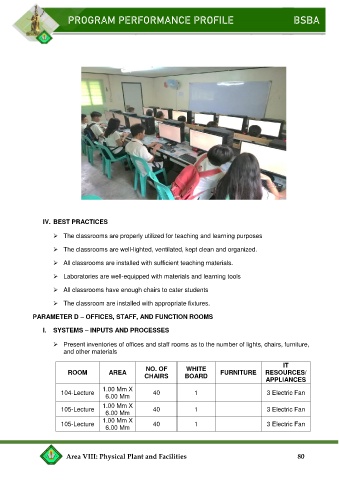 PROGRAM PERFORMANCE PROFILE BSBA
IV. BEST PRACTICES
➢ The classrooms are properly utilized for teaching and learning purposes
➢ The classrooms are well-lighted, ventilated, kept clean and organized.
➢ All classrooms are installed with sufficient teaching materials.
➢ Laboratories are well-equipped with materials and learning tools
➢ All classrooms have enough chairs to cater students
➢ The classroom are installed with appropriate fixtures.
PARAMETER D – OFFICES, STAFF, AND FUNCTION ROOMS
I. SYSTEMS – INPUTS AND PROCESSES
➢ Present inventories of offices and staff rooms as to the number of lights, chairs, furniture,
and other materials
ROOM AREA NO. OF CHAIRS WHITE BOARD FURNITURE IT RESOURCES/ APPLIANCES
104-Lecture 1.00 Mm X 6.00 Mm 40 1 3 Electric Fan
105-Lecture 1.00 Mm X 6.00 Mm 40 1 3 Electric Fan
105-Lecture 1.00 Mm X 6.00 Mm 40 1 3 Electric Fan
Area VIII: Physical Plant and Facilities 80